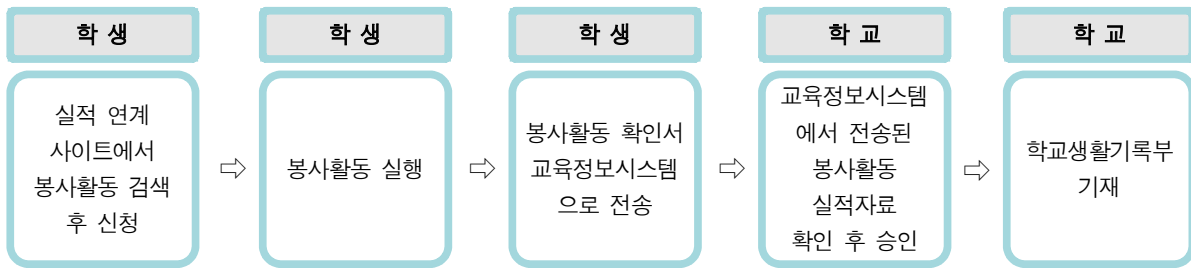 학 생
실적 연계
사이트에서
봉사활동 검색
후 신청
⇨
학 생
봉사활동 실행
⇨
학 생
봉사활동 확인서
교육정보시스템
으로 전송
⇨
학 교
교육정보시스템
에서 전송된
봉사활동
실적자료
확인 후 승인
⇨
학 교
학교생활기록부
기재